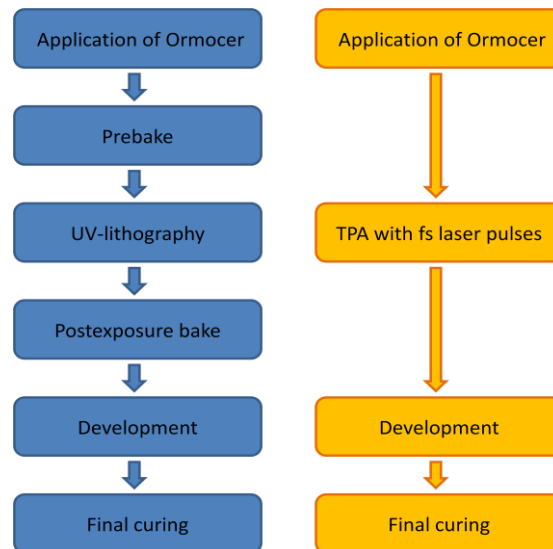 Application of Ormocer
Prebake
UV-lithography
Postexposure bake
Development
Final curing
Application of Ormocer
TPA with fs laser pulses
Development
Final curing